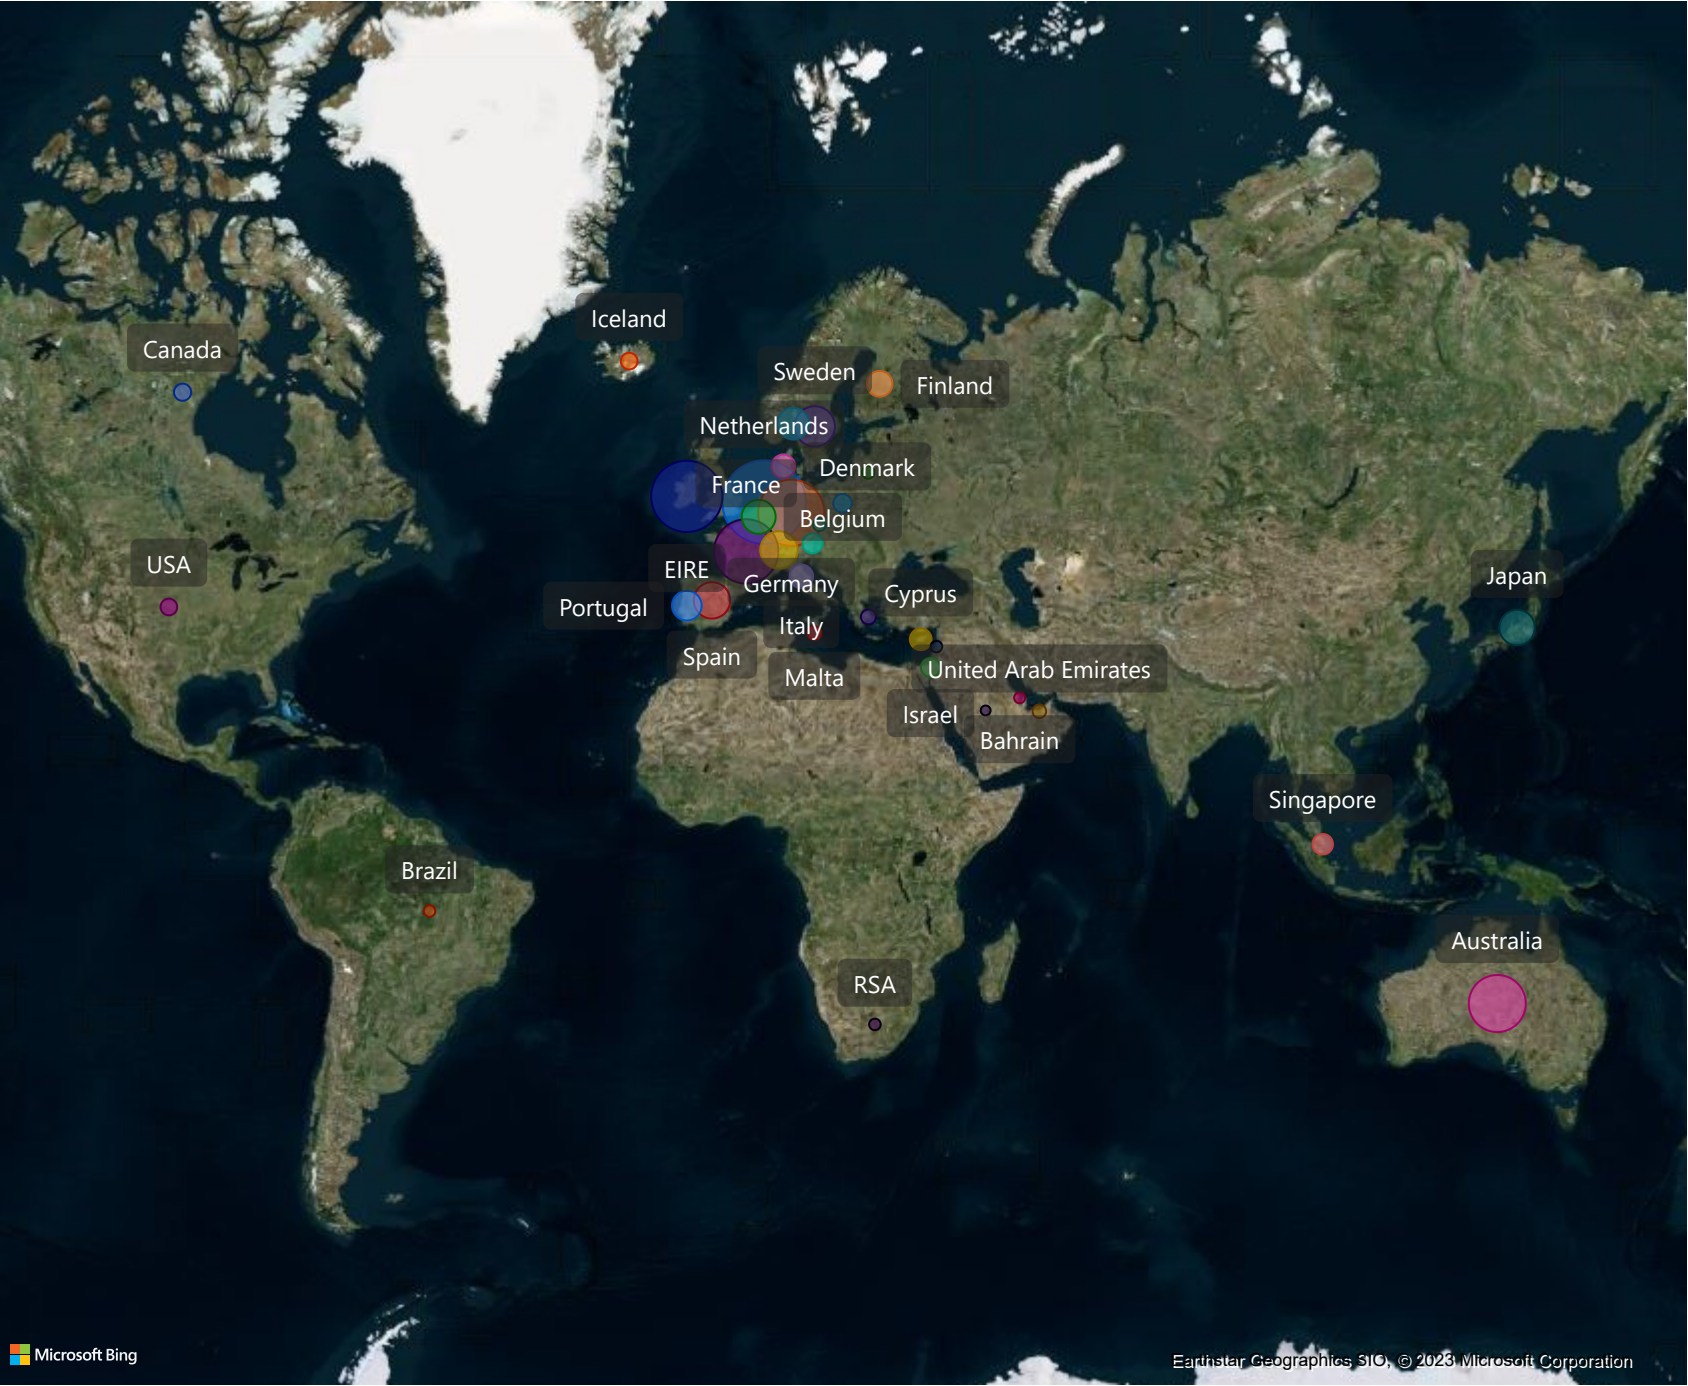 Iceland
Canada
Sweden
Finland
Netherlands
Denmark
France
Belgium
USA
EIRE
Germany
Japan
Cyprus
Portugal
Italy
Spain
United Arab Emirates
Malta
Israel
Bahrain
Singapore
Brazil
Australia
RSA
Microsoft Bing
Earthstar Geographics SIO, © 2023 Microsoft Corporation